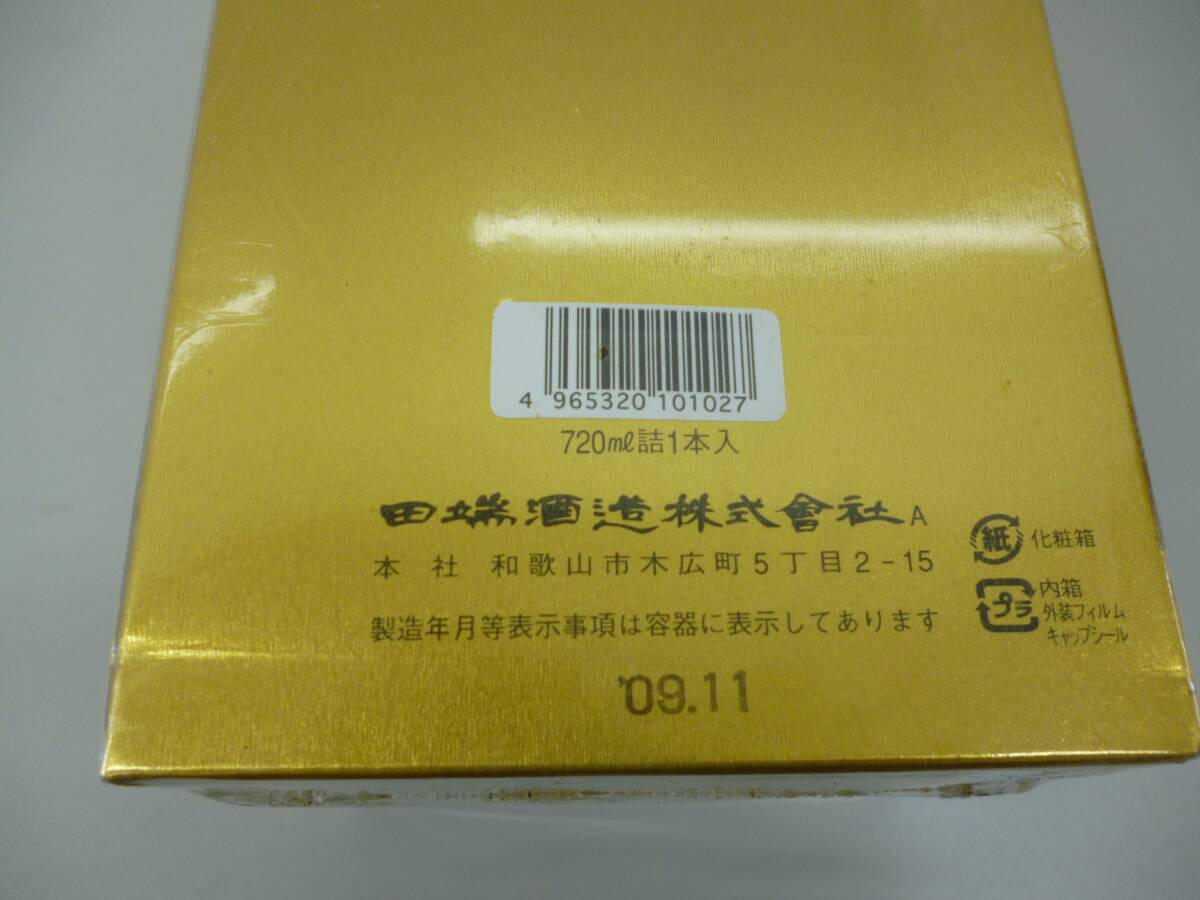 4 965320 101027
720㎖詰1本入
田端酒造株式會社 A
本社 和歌山市木広町5丁目2-15
製造年月等表示事項は容器に表示してあります
'09.11
紙 化粧箱
プラ 内箱
外装フィルム
キャップシール